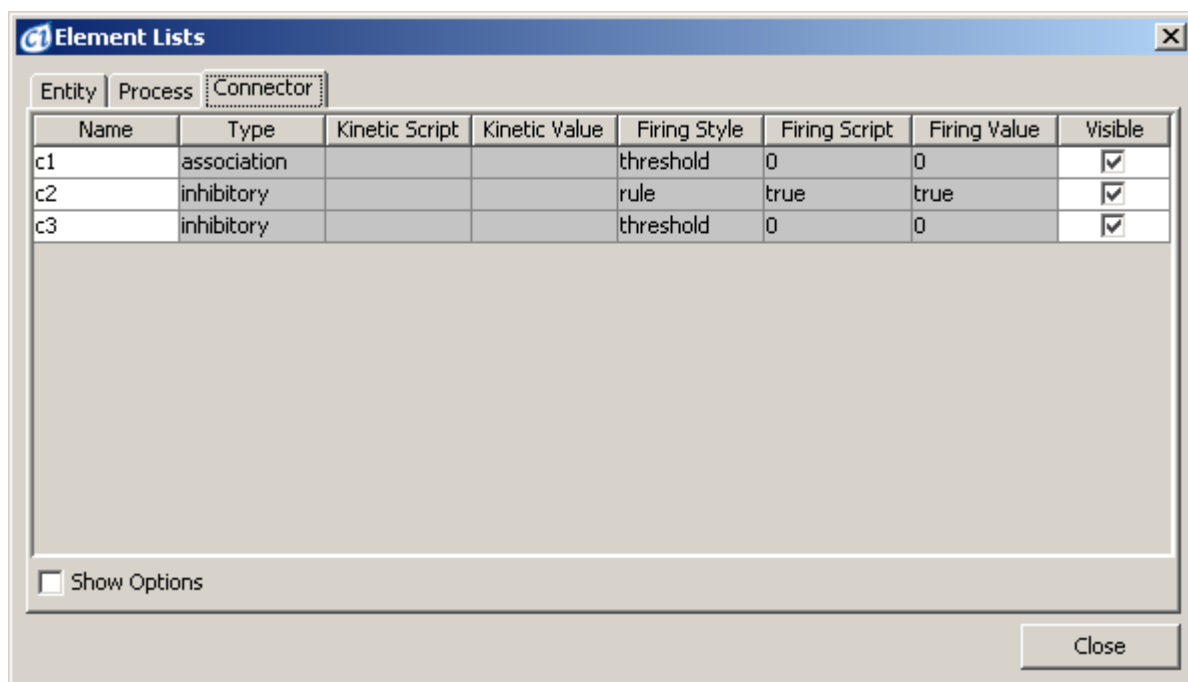 CI Element Lists
Entity Process Connector
Name Type Kinetic Script Kinetic Value Firing Style Firing Script Firing Value Visible
c1 association threshold 0 0
c2 inhibitory rule true true
c3 inhibitory threshold 0 0
Show Options
Close